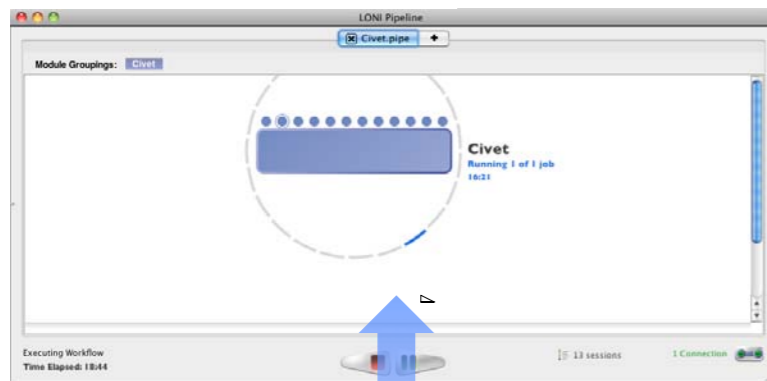 LONI Pipeline
Civet.pipe
Module Groupings: Civet
Civet
Running 1 of 1 job
16:21
Executing Workflow
Time Elapsed: 18:44
13 sessions
1 Connection